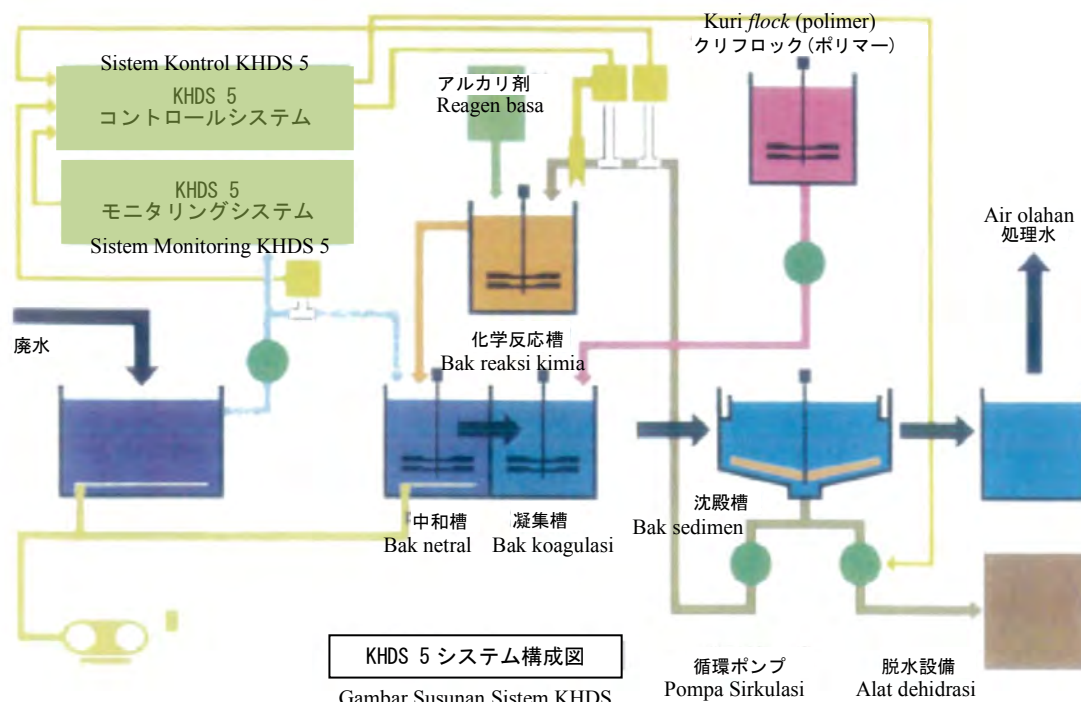 Kuri flock (polimer)
クリフロック（ポリマー）
Sistem Kontrol KHDS 5
KHDS 5
コントロールシステム
アルカリ剤
Reagen basa
KHDS 5
モニタリングシステム
Sistem Monitoring KHDS 5
Air olahan
処理水
廃水
化学反応槽
Bak reaksi kimia
中和槽
Bak netral
凝集槽
Bak koagulasi
沈殿槽
Bak sedimen
KHDS 5 システム構成図
Gambar Susunan Sistem KHDS
循環ポンプ
Pompa Sirkulasi
脱水設備
Alat dehidrasi